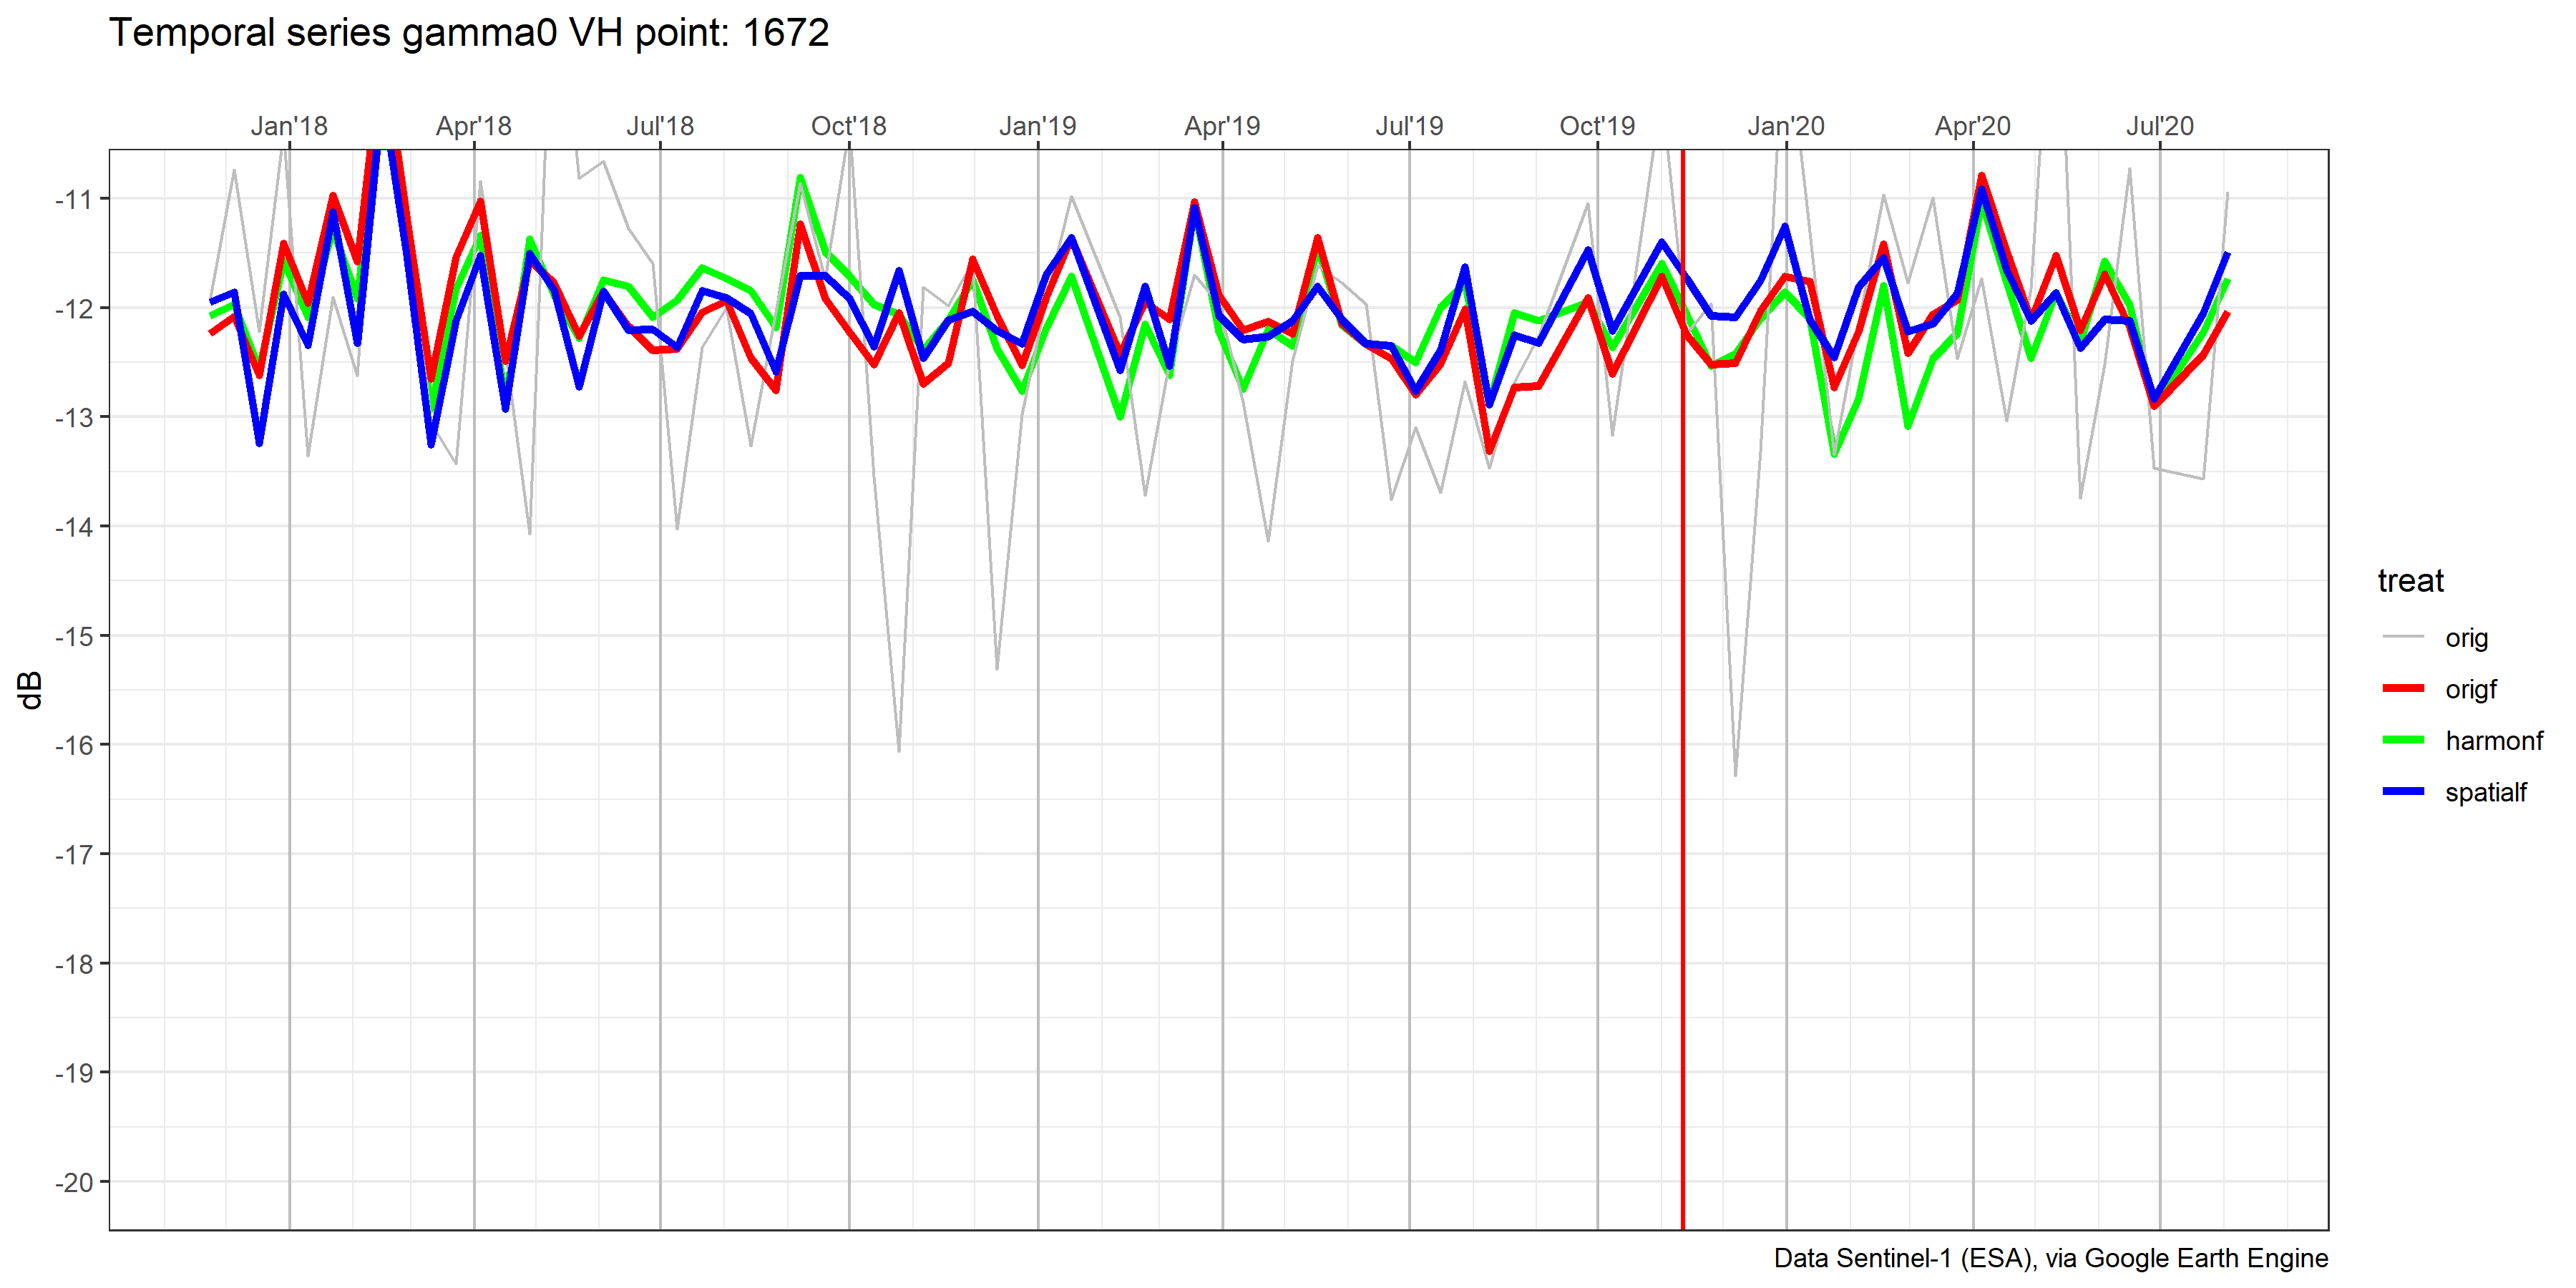 Temporal series gamma0 VH point: 1672
Jan'18 Apr'18 Jul'18 Oct'18 Jan'19 Apr'19 Jul'19 Oct'19 Jan'20 Apr'20 Jul'20
-11
-12
-13
-14
-15
-16
-17
-18
-19
-20
dB
treat
orig
origf
harmonf
spatialf
Data Sentinel-1 (ESA), via Google Earth Engine